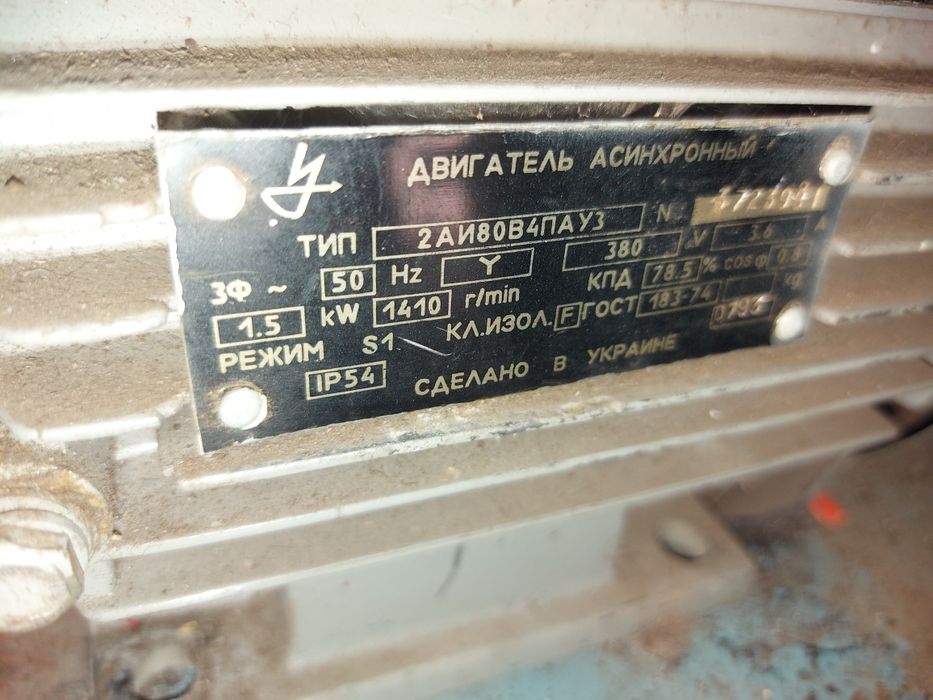 ДВИГАТЕЛЬ АСИНХРОННЫЙ
ТИП 2АИ80В4ПАУ3 №
3Ф ~ 50 Hz Y 380 V 3.6 A
1.5 kW 1410 r/min КПД 78.5 % cos φ 0.8
РЕЖИМ S1 КЛ.ИЗОЛ. F ГОСТ 183-74 kg
IP54 СДЕЛАНО В УКРАИНЕ